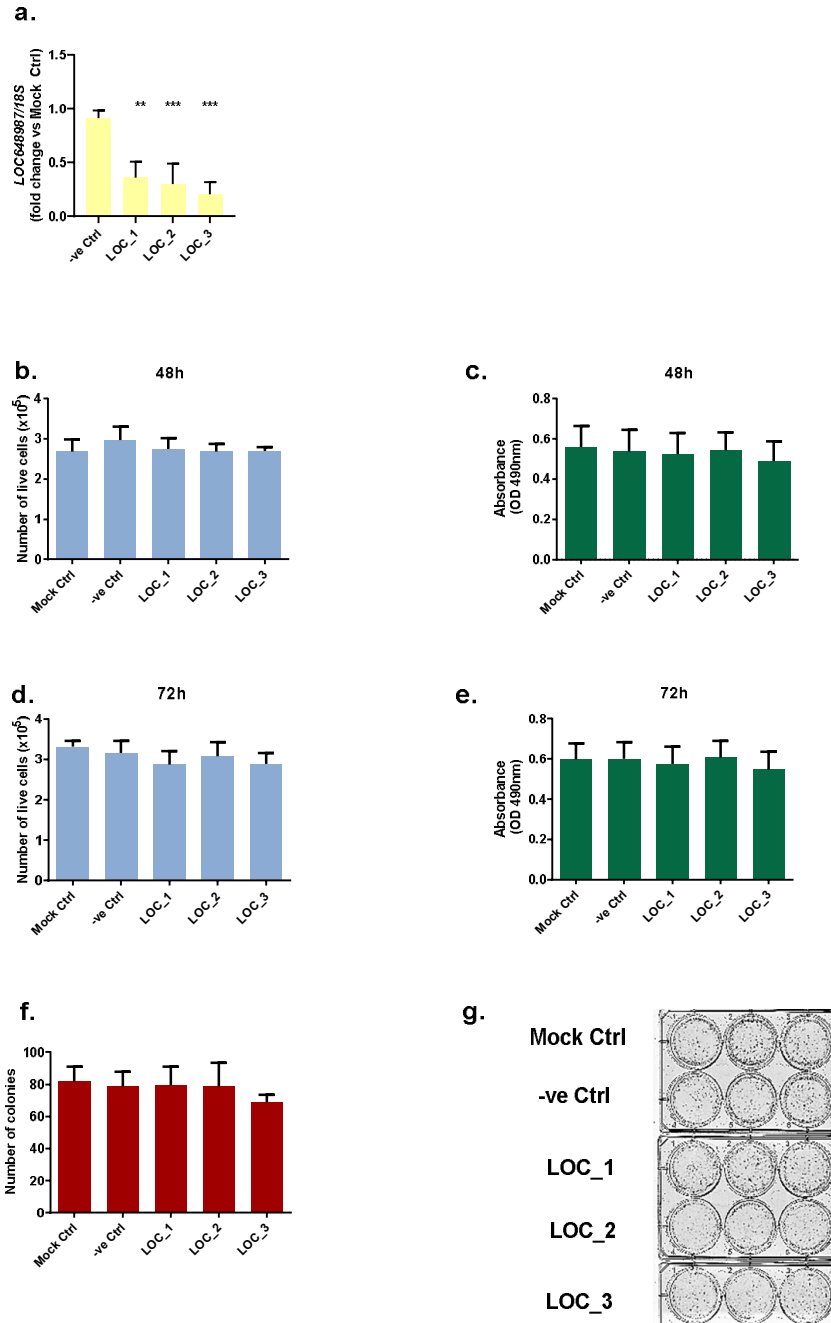 a.
LOC648987/18S
(fold change vs Mock Ctrl)
1.5
1.0
0.5
0.0
** *** ***
-ve Ctrl LOC_1 LOC_2 LOC_3
b.
48h
Number of live cells (x10⁵)
4
3
2
1
0
Mock Ctrl -ve Ctrl LOC_1 LOC_2 LOC_3
c.
48h
Absorbance
(OD 490nm)
0.8
0.6
0.4
0.2
0.0
Mock Ctrl -ve Ctrl LOC_1 LOC_2 LOC_3
d.
72h
Number of live cells (x10⁵)
4
3
2
1
0
Mock Ctrl -ve Ctrl LOC_1 LOC_2 LOC_3
e.
72h
Absorbance
(OD 490nm)
0.8
0.6
0.4
0.2
0.0
Mock Ctrl -ve Ctrl LOC_1 LOC_2 LOC_3
f.
Number of colonies
100
80
60
40
20
0
Mock Ctrl -ve Ctrl LOC_1 LOC_2 LOC_3
g.
Mock Ctrl
-ve Ctrl
LOC_1
LOC_2
LOC_3